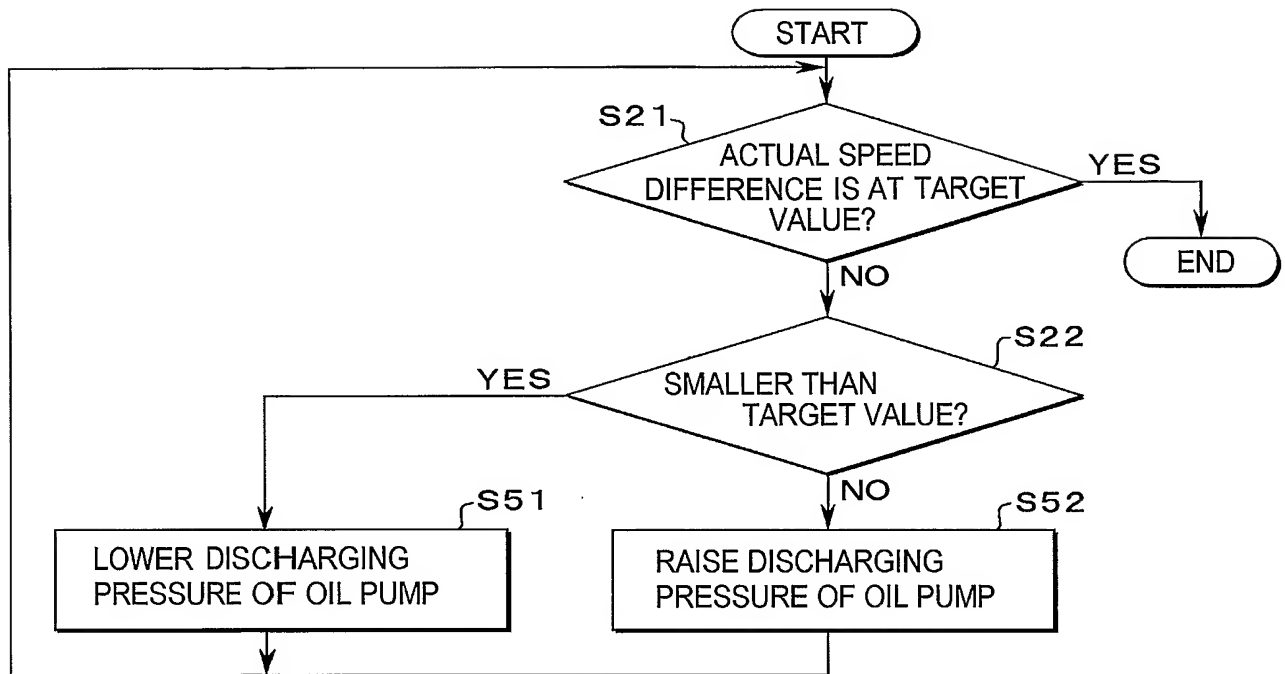 START
S21
ACTUAL SPEED
DIFFERENCE IS AT TARGET
VALUE?
YES
END
NO
S22
SMALLER THAN
TARGET VALUE?
YES
NO
S51
LOWER DISCHARGING
PRESSURE OF OIL PUMP
S52
RAISE DISCHARGING
PRESSURE OF OIL PUMP